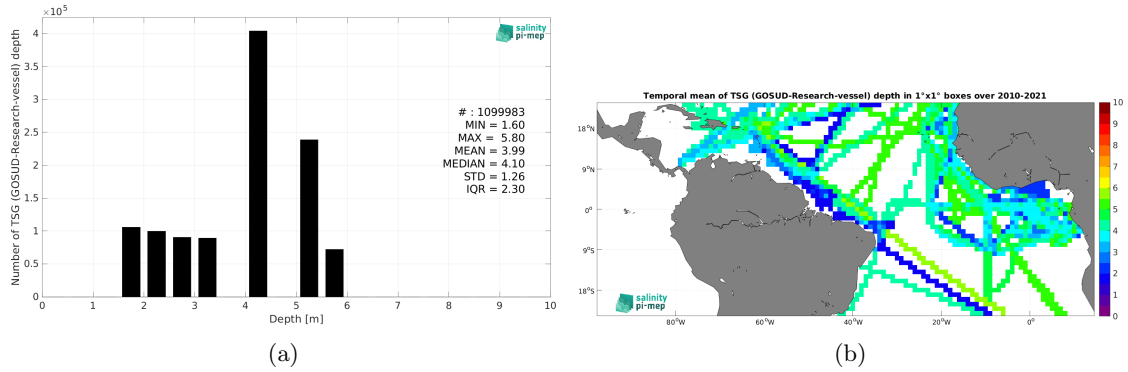 ×10⁵
4
3.5
3
2.5
2
1.5
1
0.5
0
Number of TSG (GOSUD-Research-vessel) depth
salinity
pi-mep
# : 1099983
MIN = 1.60
MAX = 5.80
MEAN = 3.99
MEDIAN = 4.10
STD = 1.26
IQR = 2.30
0 1 2 3 4 5 6 7 8 9 10
Depth [m]
(a)
Temporal mean of TSG (GOSUD-Research-vessel) depth in 1°x1° boxes over 2010-2021
18°N
9°N
0°
9°S
18°S
80°W 60°W 40°W 20°W 0°
salinity
pi-mep
10
9
8
7
6
5
4
3
2
1
0
(b)